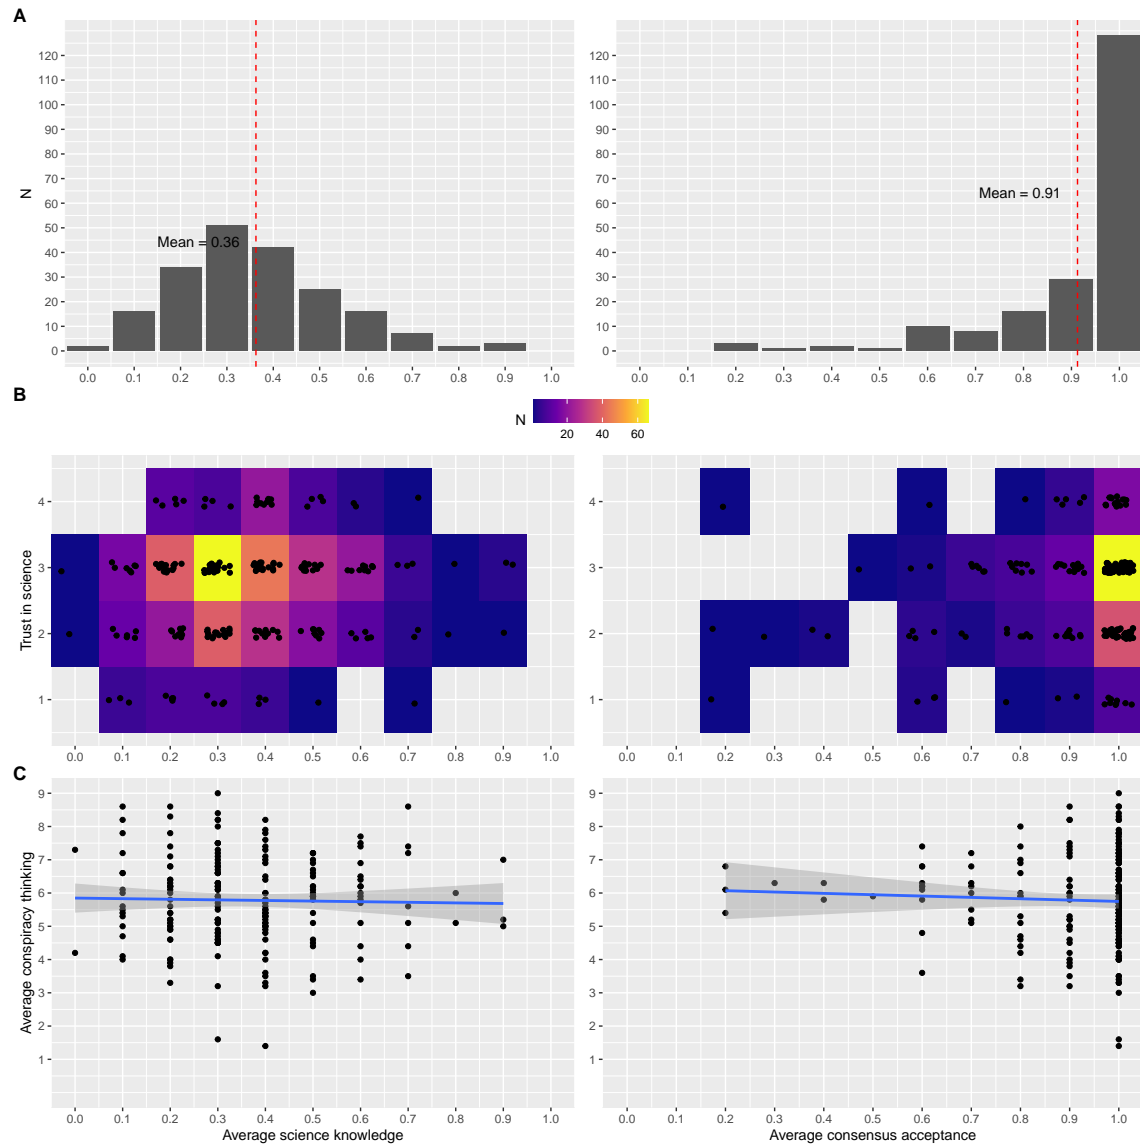 A
N
120
110
100
90
80
70
60
50
40
30
20
10
0
Mean = 0.36
0.0 0.1 0.2 0.3 0.4 0.5 0.6 0.7 0.8 0.9 1.0
120
110
100
90
80
70
60
50
40
30
20
10
0
Mean = 0.91
0.0 0.1 0.2 0.3 0.4 0.5 0.6 0.7 0.8 0.9 1.0
B
N
20 40 60
Trust in science
4
3
2
1
0.0 0.1 0.2 0.3 0.4 0.5 0.6 0.7 0.8 0.9 1.0
4
3
2
1
0.0 0.1 0.2 0.3 0.4 0.5 0.6 0.7 0.8 0.9 1.0
C
Average conspiracy thinking
9
8
7
6
5
4
3
2
1
0.0 0.1 0.2 0.3 0.4 0.5 0.6 0.7 0.8 0.9 1.0
Average science knowledge
9
8
7
6
5
4
3
2
1
0.0 0.1 0.2 0.3 0.4 0.5 0.6 0.7 0.8 0.9 1.0
Average consensus acceptance